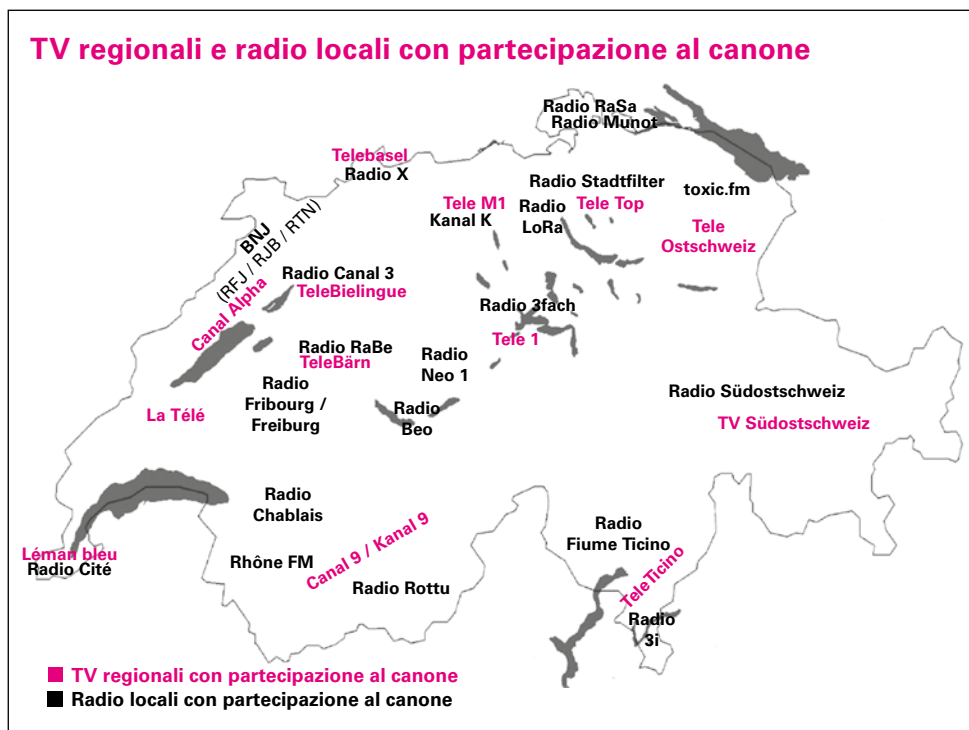 TV regionali e radio locali con partecipazione al canone
Radio RaSa
Radio Munot
Telebasel
Radio X
Radio Stadtfilter
toxic.fm
Tele M1
Kanal K
Radio
LoRa
Tele Top
Tele
Ostschweiz
BNJ
(RFJ / RJB / RTN)
Radio Canal 3
TeleBielingue
Canal Alpha
Radio 3fach
Tele 1
Radio RaBe
TeleBärn
Radio
Neo 1
Radio
Fribourg /
Freiburg
La Télé
Radio
Beo
Radio Südostschweiz
TV Südostschweiz
Radio
Chablais
Radio
Fiume Ticino
Léman bleu
Radio Cité
Rhône FM
Canal 9 / Kanal 9
Radio Rottu
TeleTicino
Radio
3i
TV regionali con partecipazione al canone
Radio locali con partecipazione al canone